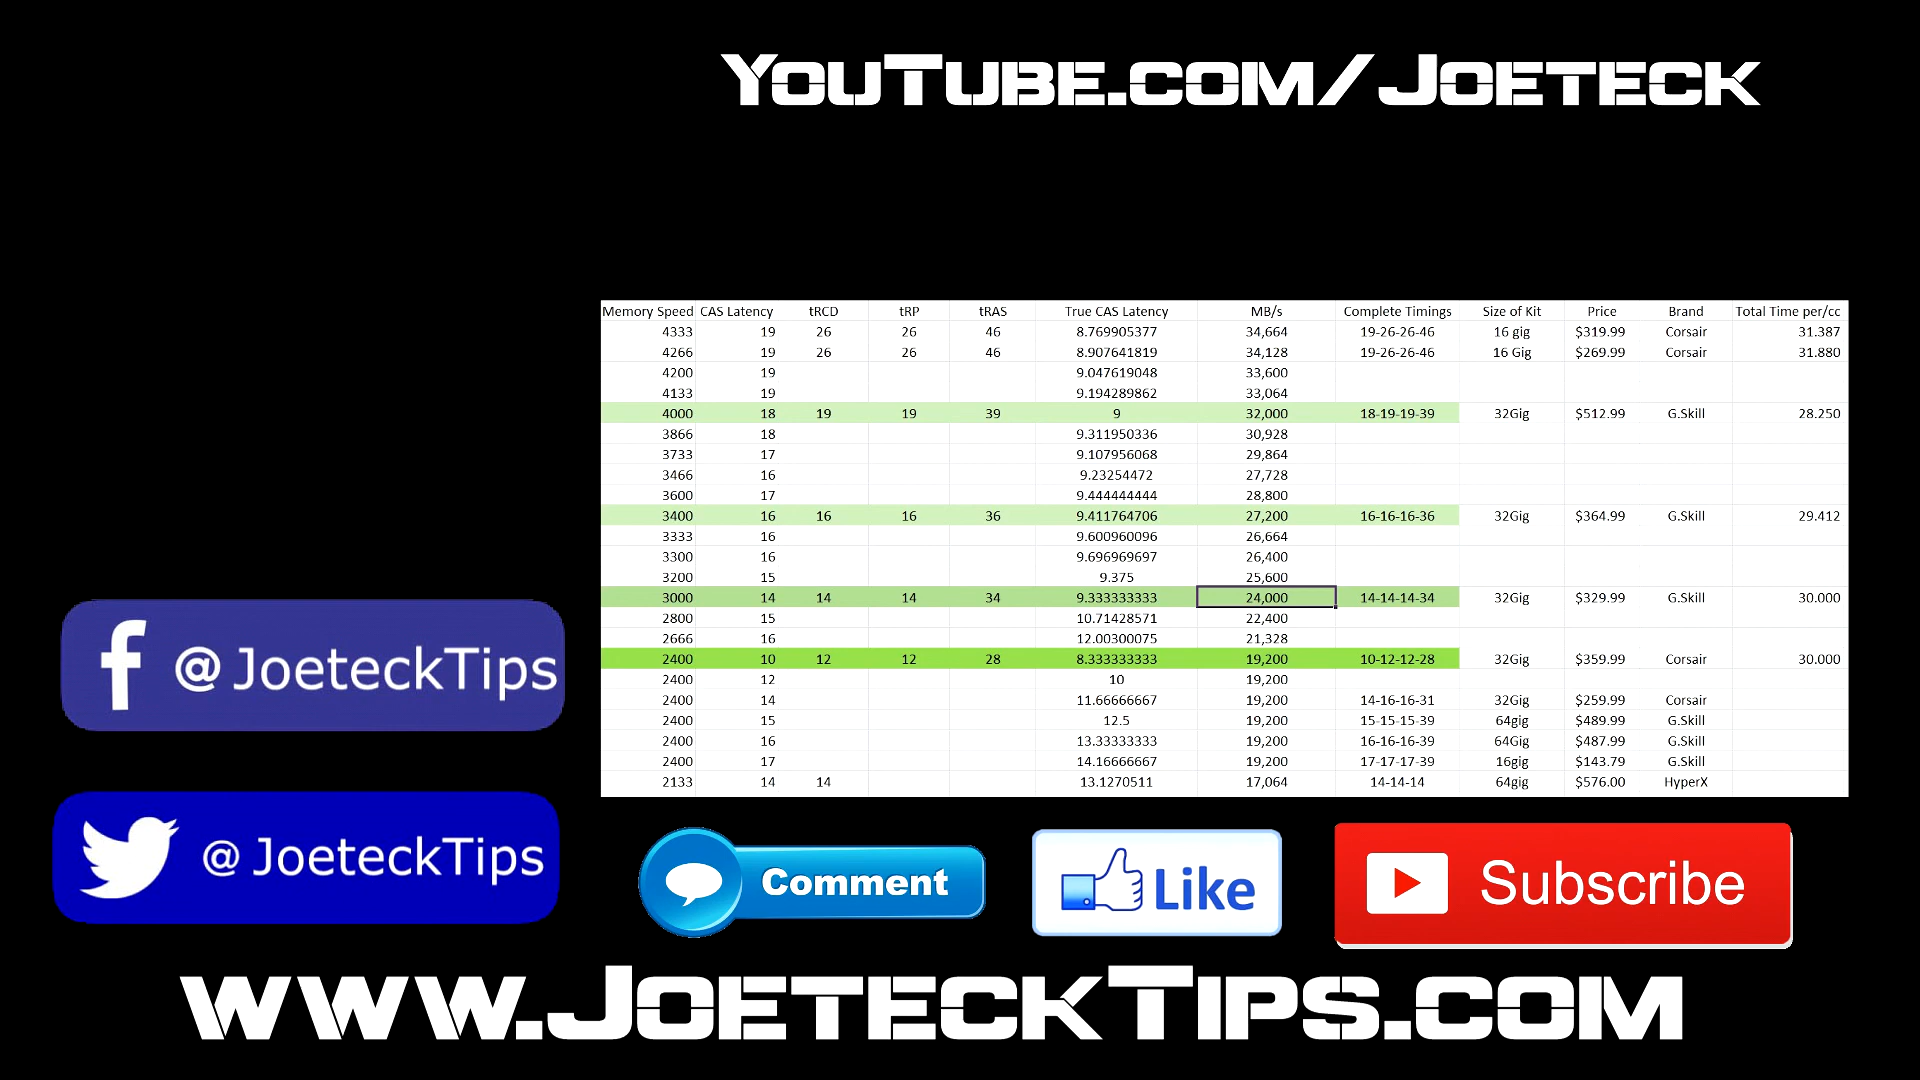 YouTube.com/Joeteck
Memory Speed CAS Latency tRCD tRP tRAS True CAS Latency MB/s Complete Timings Size of Kit Price Brand Total Time per/cc
4333 19 26 26 46 8.769905377 34,664 19-26-26-46 16 gig $319.99 Corsair 31.387
4266 19 26 26 46 8.907641819 34,128 19-26-26-46 16 Gig $269.99 Corsair 31.880
4200 19 9.047619048 33,600
4133 19 9.194289862 33,064
4000 18 19 19 39 9 32,000 18-19-19-39 32Gig $512.99 G.Skill 28.250
3866 18 9.311950336 30,928
3733 17 9.107956068 29,864
3466 16 9.23254472 27,728
3600 17 9.444444444 28,800
3400 16 16 16 36 9.411764706 27,200 16-16-16-36 32Gig $364.99 G.Skill 29.412
3333 16 9.600960096 26,664
3300 16 9.696969697 26,400
3200 15 9.375 25,600
3000 14 14 14 34 9.333333333 24,000 14-14-14-34 32Gig $329.99 G.Skill 30.000
2800 15 10.71428571 22,400
2666 16 12.00300075 21,328
2400 10 12 12 28 8.333333333 19,200 10-12-12-28 32Gig $359.99 Corsair 30.000
2400 12 10 19,200
2400 14 11.66666667 19,200 14-16-16-31 32Gig $259.99 Corsair
2400 15 12.5 19,200 15-15-15-39 64gig $489.99 G.Skill
2400 16 13.33333333 19,200 16-16-16-39 64Gig $487.99 G.Skill
2400 17 14.16666667 19,200 17-17-17-39 16gig $143.79 G.Skill
2133 14 14 13.1270511 17,064 14-14-14 64gig $576.00 HyperX
@JoeteckTips
@JoeteckTips
Comment
Like
Subscribe
www.JoeteckTips.com